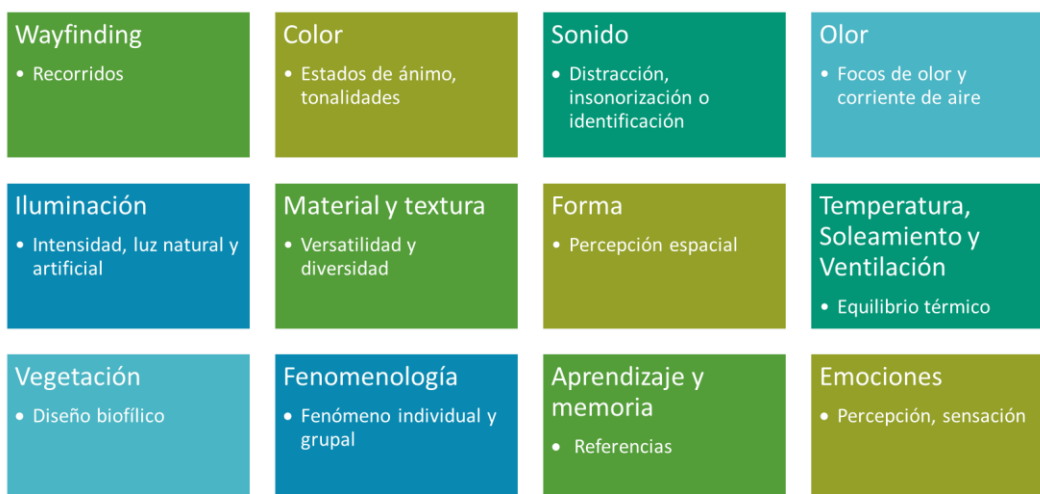 Wayfinding
• Recorridos
Color
• Estados de ánimo,
tonalidades
Sonido
• Distracción,
insonorización o
identificación
Olor
• Focos de olor y
corriente de aire
Iluminación
• Intensidad, luz natural y
artificial
Material y textura
• Versatilidad y
diversidad
Forma
• Percepción espacial
Temperatura,
Soleamiento y
Ventilación
• Equilibrio térmico
Vegetación
• Diseño biofílico
Fenomenología
• Fenómeno individual y
grupal
Aprendizaje y
memoria
• Referencias
Emociones
• Percepción, sensación